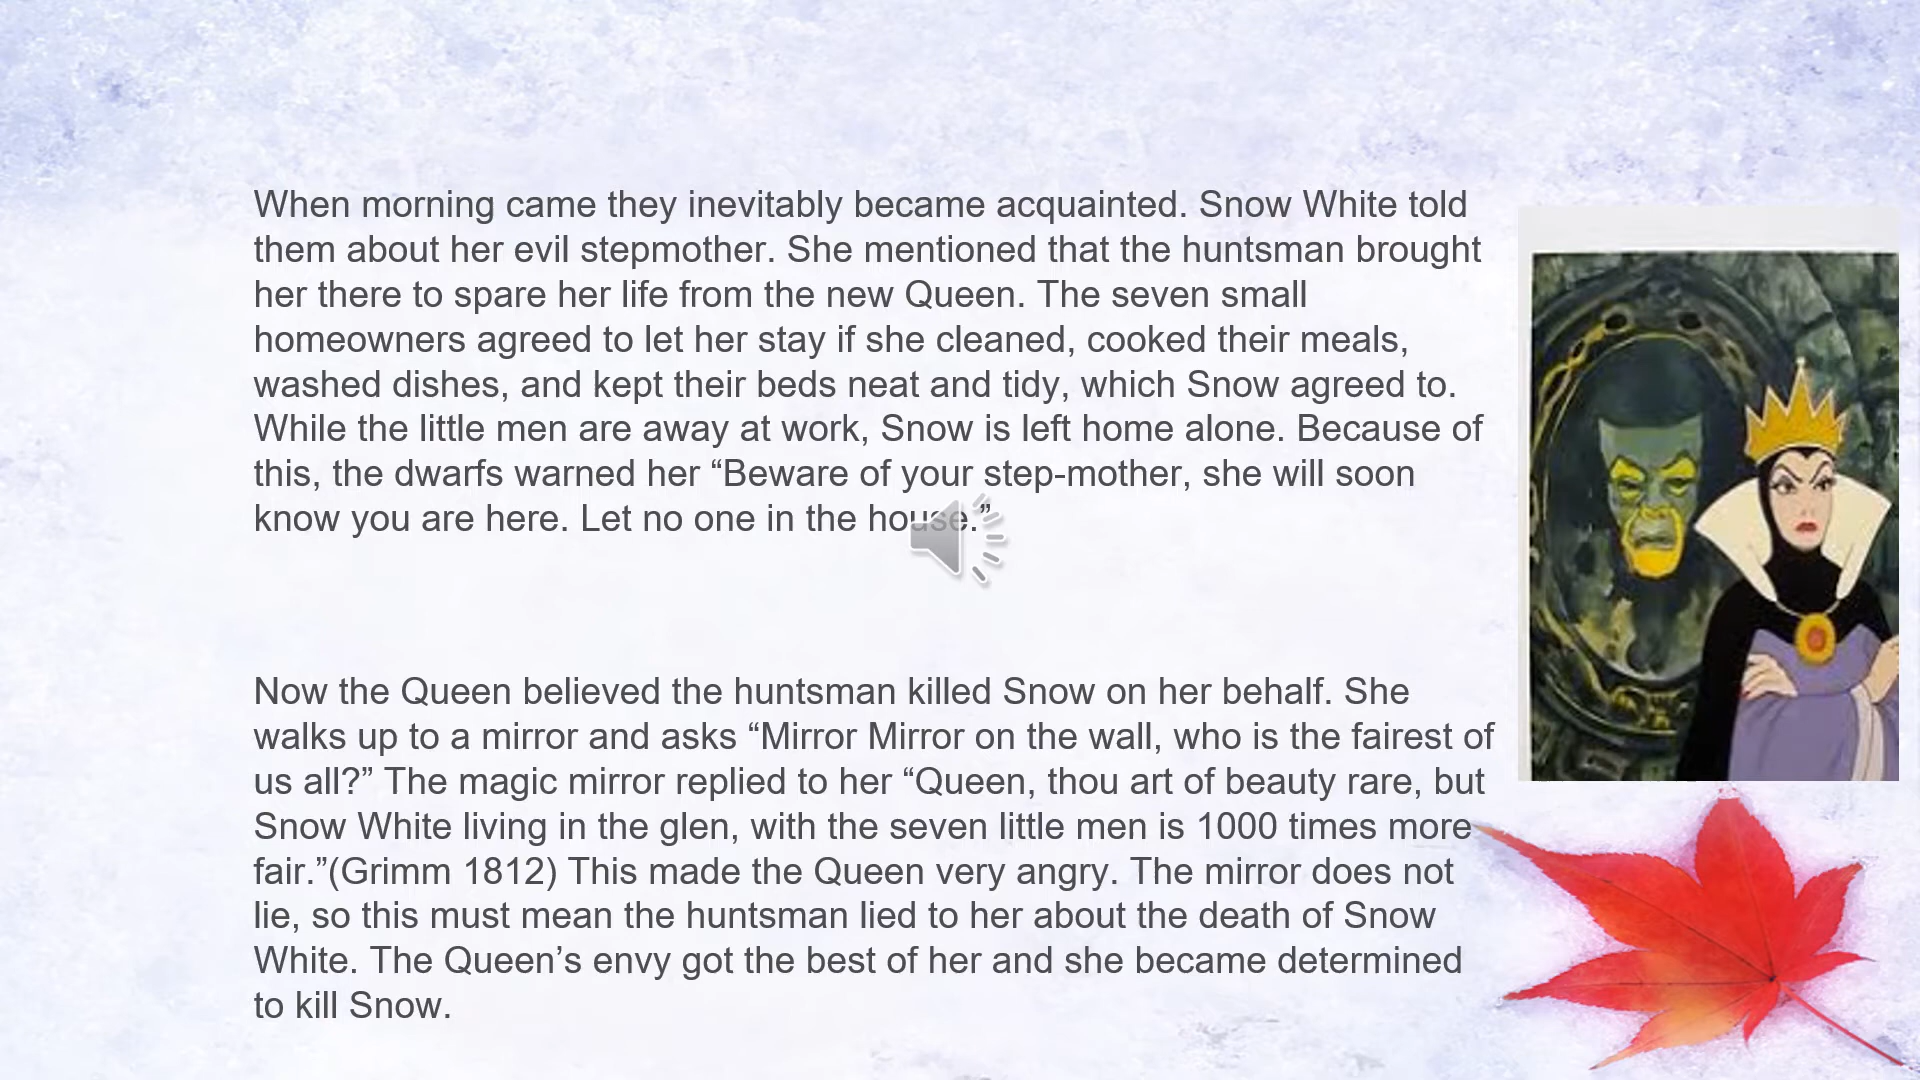 When morning came they inevitably became acquainted. Snow White told
them about her evil stepmother. She mentioned that the huntsman brought
her there to spare her life from the new Queen. The seven small
homeowners agreed to let her stay if she cleaned, cooked their meals,
washed dishes, and kept their beds neat and tidy, which Snow agreed to.
While the little men are away at work, Snow is left home alone. Because of
this, the dwarfs warned her “Beware of your step-mother, she will soon
know you are here. Let no one in the house.”
Now the Queen believed the huntsman killed Snow on her behalf. She
walks up to a mirror and asks “Mirror Mirror on the wall, who is the fairest of
us all?” The magic mirror replied to her “Queen, thou art of beauty rare, but
Snow White living in the glen, with the seven little men is 1000 times more
fair.”(Grimm 1812) This made the Queen very angry. The mirror does not
lie, so this must mean the huntsman lied to her about the death of Snow
White. The Queen’s envy got the best of her and she became determined
to kill Snow.